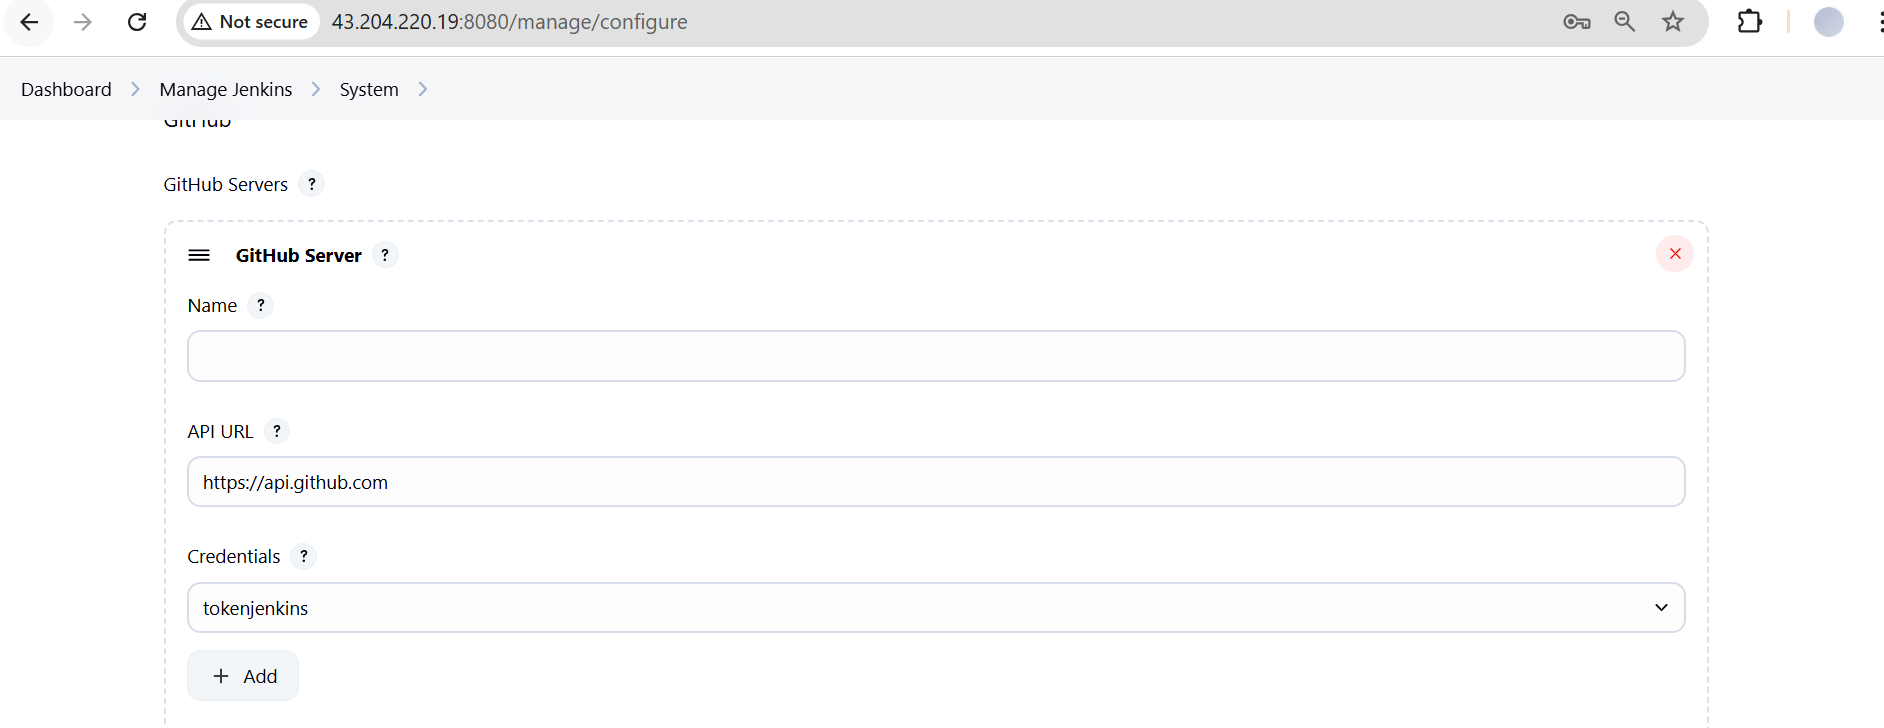 Not secure 43.204.220.19:8080/manage/configure
Dashboard Manage Jenkins System
GitHub
GitHub Servers ?
GitHub Server ?
Name ?
API URL ?
https://api.github.com
Credentials ?
tokenjenkins
+ Add